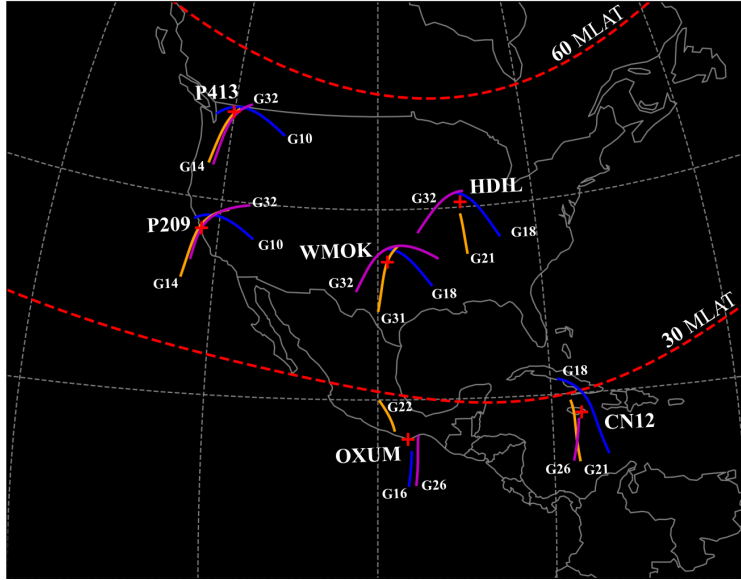 60 MLAT
P413
G32
G10
G14
G32
HDIL
P209
G32
G10
G18
WMOK
G21
G14
G32
G18
G31
30 MLAT
G18
G22
CN12
OXUM
G26
G21
G16
G26